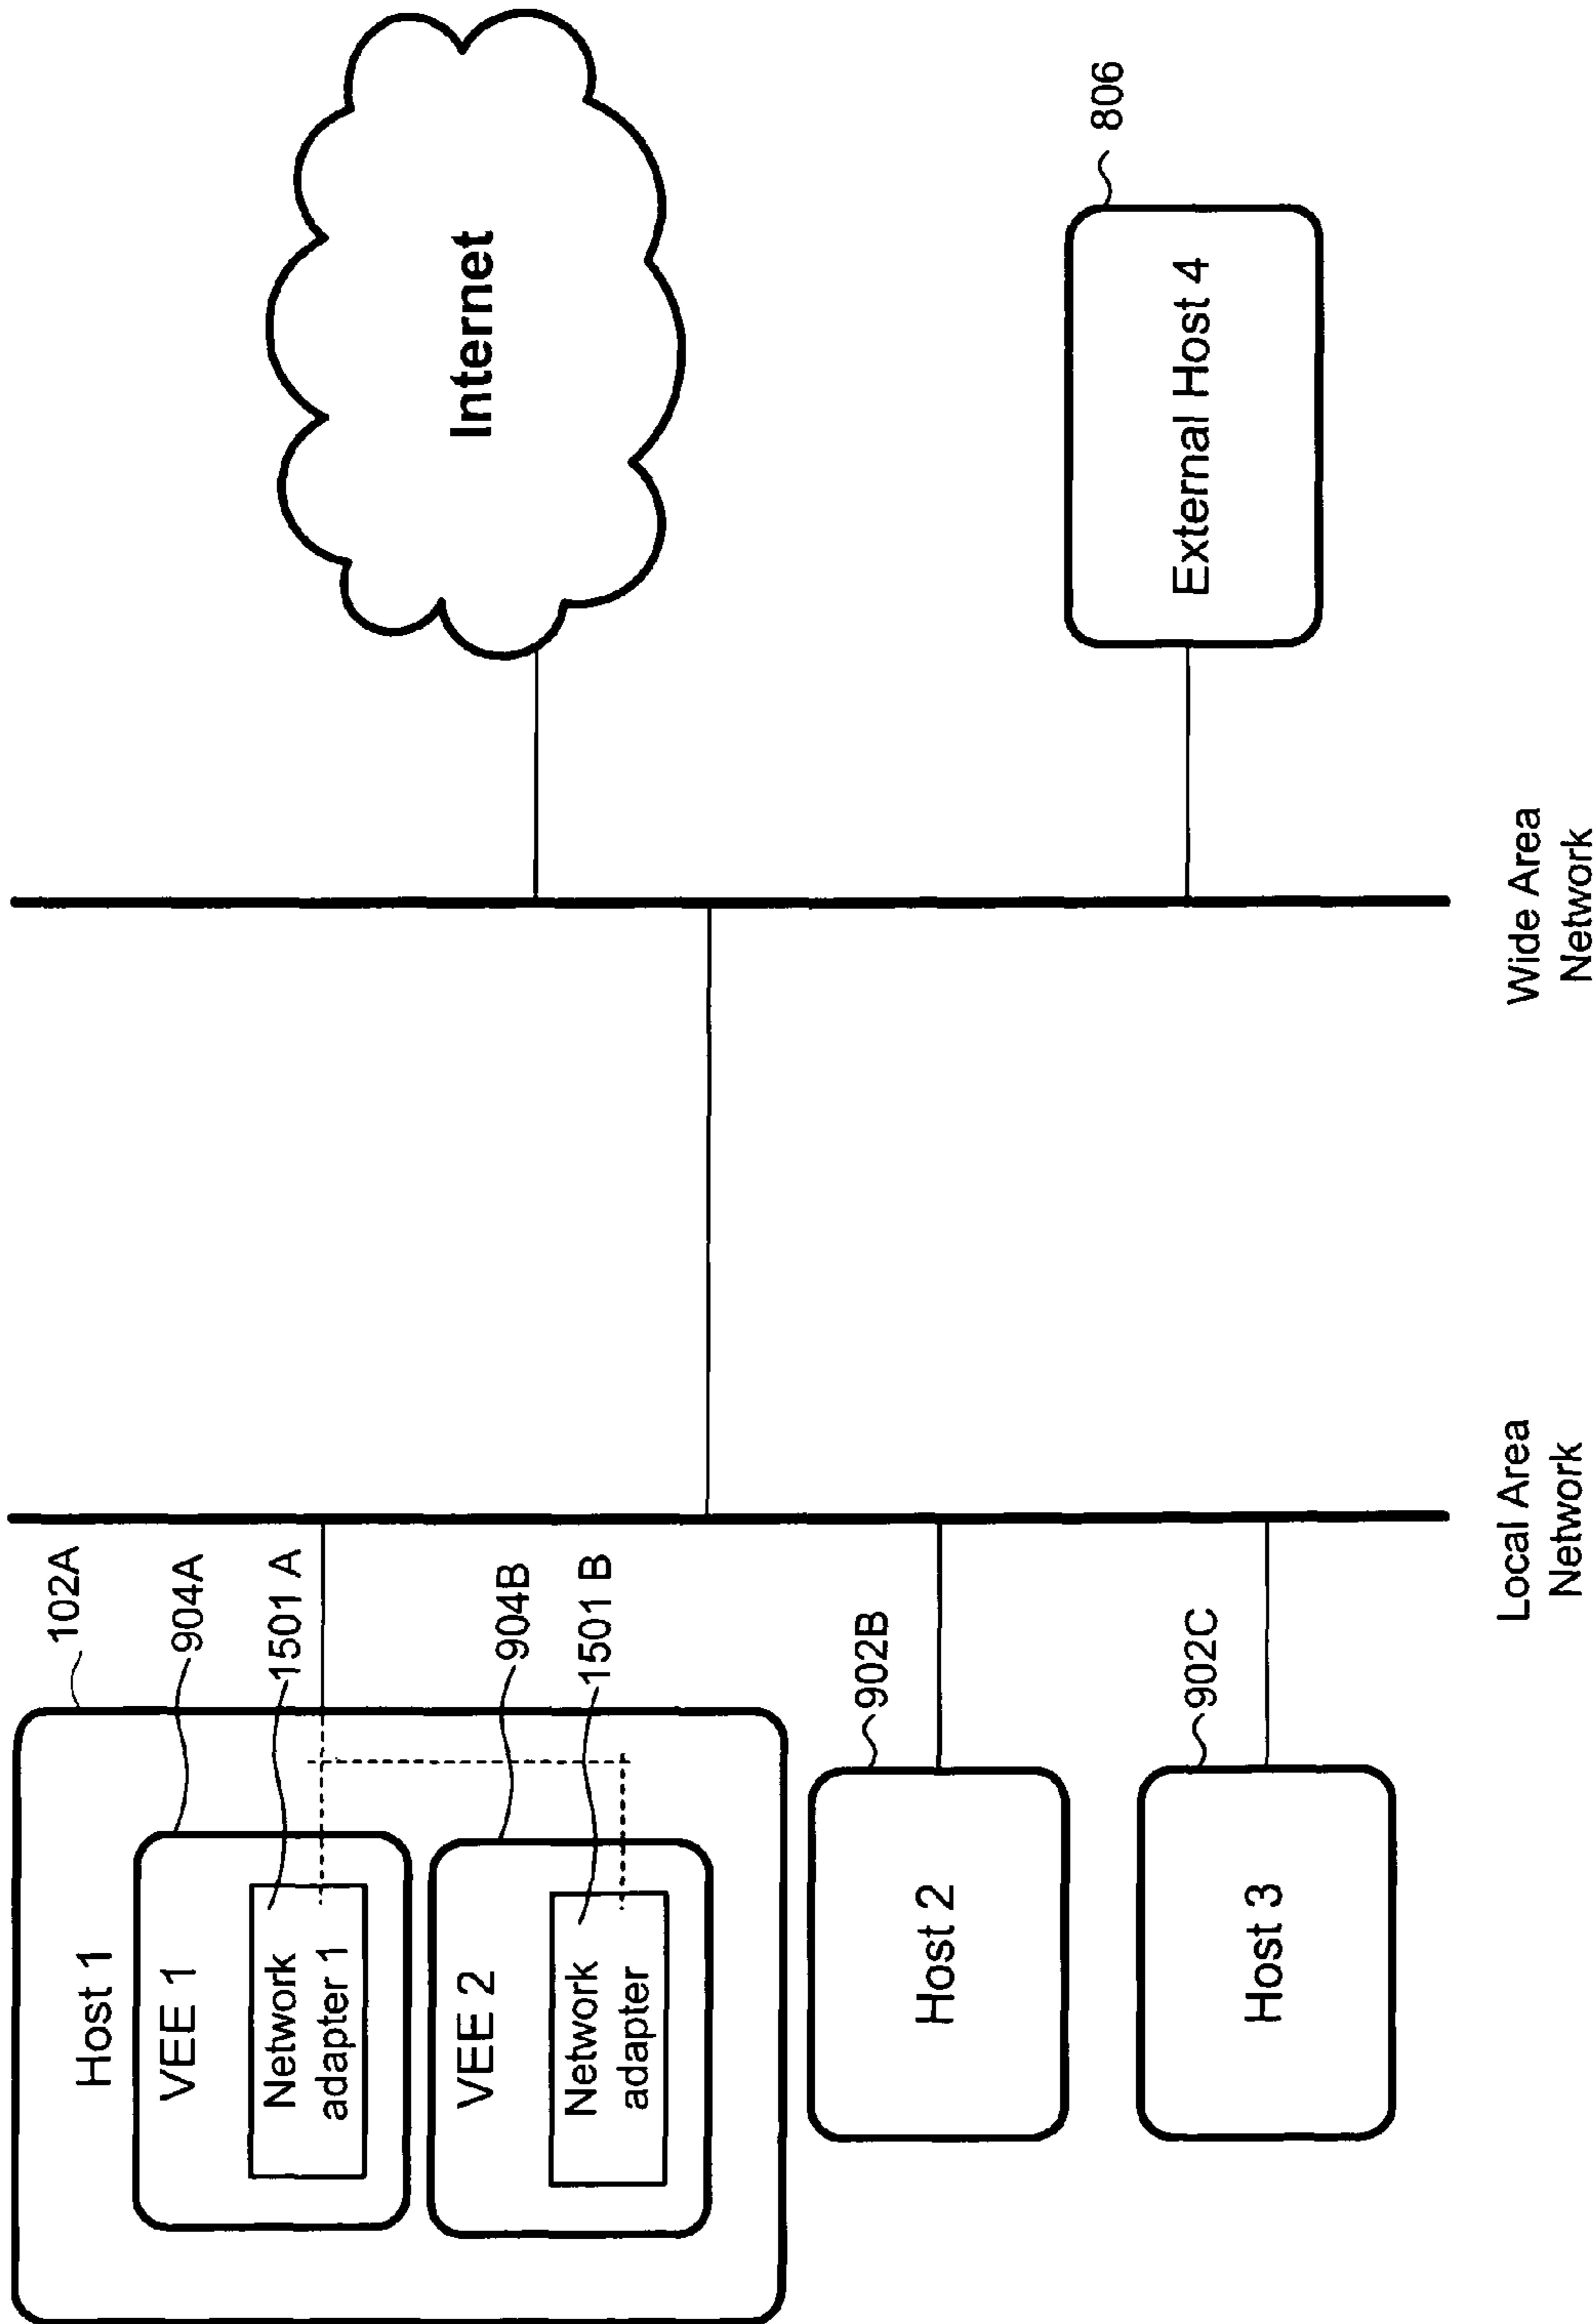 Host 1
102A
VEE 1
904A
Network
adapter 1
1501 A
VEE 2
904B
Network
adapter
1501 B
Host 2
902B
Host 3
902C
Local Area
Network
Wide Area
Network
Internet
External Host 4
806